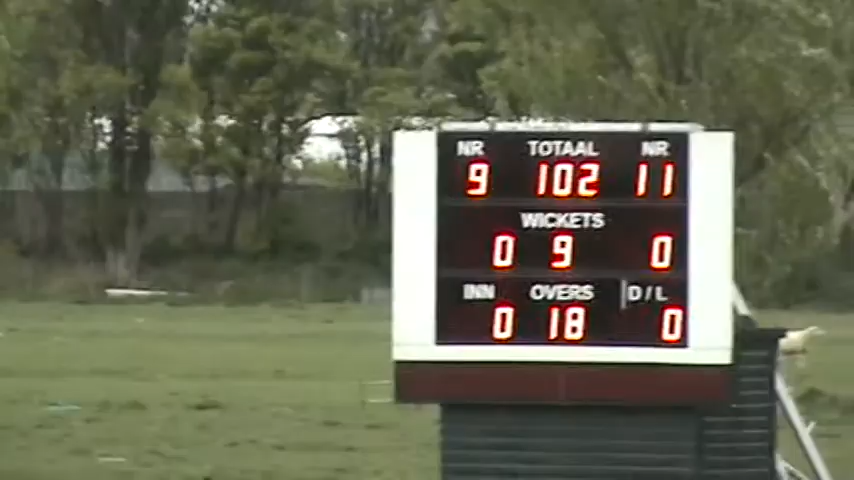 NR TOTAAL NR
9 102 11
WICKETS
0 9 0
INN OVERS D/L
0 18 0